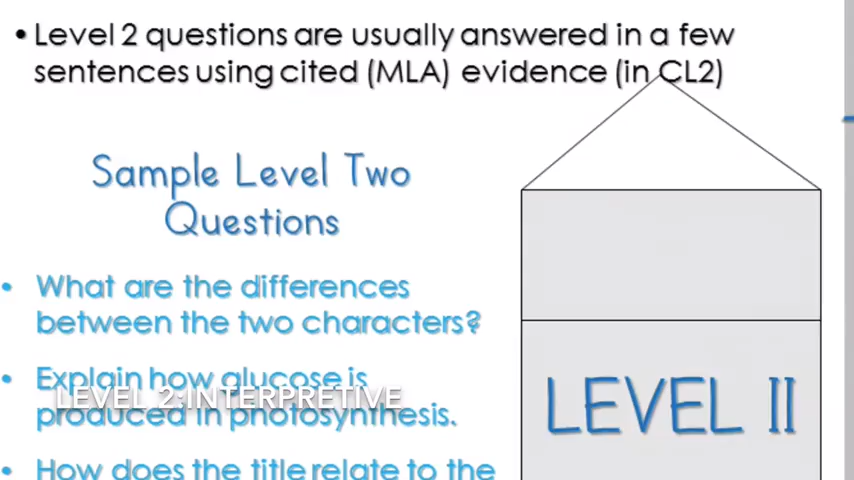 • Level 2 questions are usually answered in a few
sentences using cited (MLA) evidence (in CL2)
Sample Level Two
Questions
• What are the differences
between the two characters?
• Explain how glucose is
produced in photosynthesis.
LEVEL 2:INTERPRETIVE
• How does the title relate to the
LEVEL II